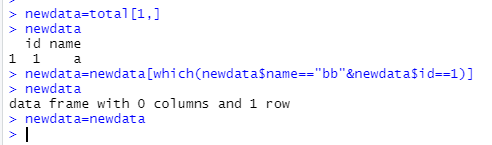 > newdata=total[1,]
> newdata
  id name
1  1    a
> newdata=newdata[which(newdata$name=="bb"&newdata$id==1)]
> newdata
data frame with 0 columns and 1 row
> newdata=newdata
>